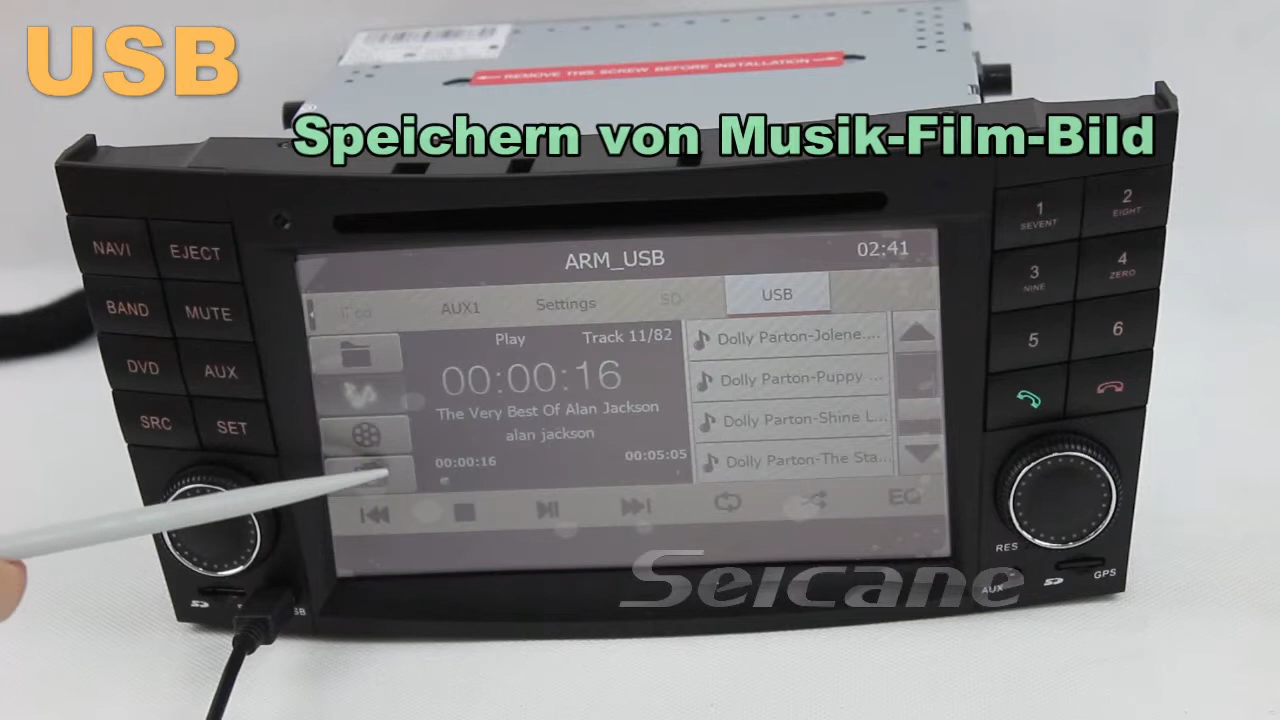 USB
REMOVE THIS SCREW BEFORE INSTALLATION
Speichern von Musik-Film-Bild
NAVI
EJECT
BAND
MUTE
DVD
AUX
SRC
SET
ARM_USB
02:41
AUX1
Settings
SD
USB
Play
Track 11/82
00:00:16
The Very Best Of Alan Jackson
alan jackson
00:00:16
00:05:05
Dolly Parton-Jolene....
Dolly Parton-Puppy ...
Dolly Parton-Shine L...
Dolly Parton-The Sta...
EQ
1
SEVENT
2
EIGHT
3
NINE
4
ZERO
5
6
RES
AUX
GPS
Seicane